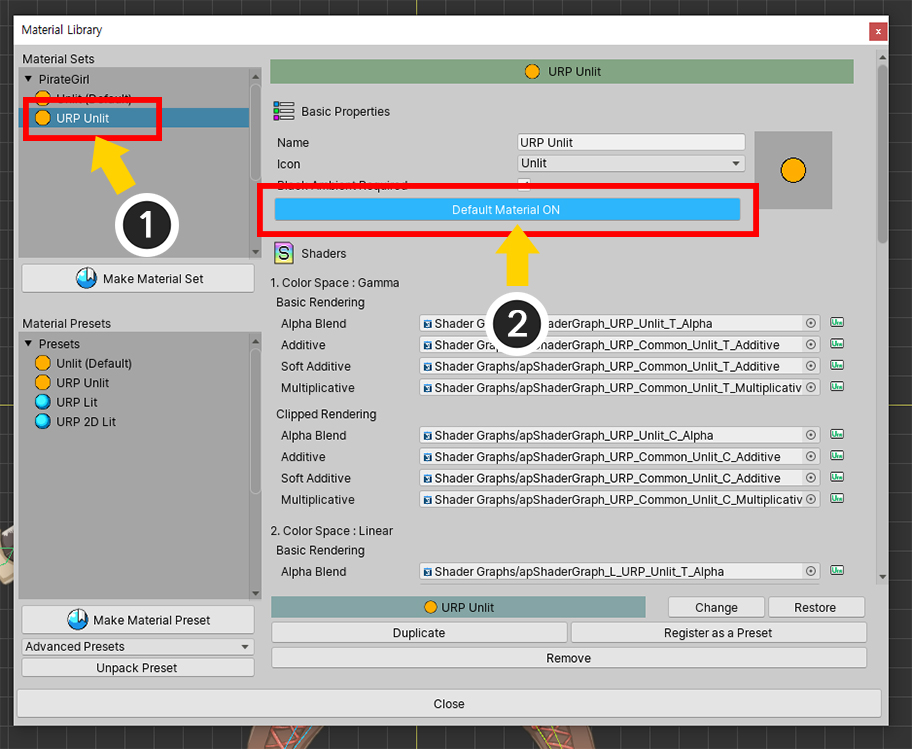 Material Library
x
Material Sets
PirateGirl
Unlit (Default)
URP Unlit
1
Make Material Set
Material Presets
Presets
Unlit (Default)
URP Unlit
URP Lit
URP 2D Lit
Make Material Preset
Advanced Presets
Unpack Preset
URP Unlit
Basic Properties
Name URP Unlit
Icon Unlit
Black Ambient Required
Default Material ON
S Shaders
2
1. Color Space : Gamma
Basic Rendering
Alpha Blend Shader G aderGraph_URP_Unlit_T_Alpha
Additive Shader aderGraph_URP_Common_Unlit_T_Additive
Soft Additive Shader Graphs/apShaderGraph_URP_Common_Unlit_T_Additive
Multiplicative Shader Graphs/apShaderGraph_URP_Common_Unlit_T_Multiplicativ
Clipped Rendering
Alpha Blend Shader Graphs/apShaderGraph_URP_Unlit_C_Alpha
Additive Shader Graphs/apShaderGraph_URP_Common_Unlit_C_Additive
Soft Additive Shader Graphs/apShaderGraph_URP_Common_Unlit_C_Additive
Multiplicative Shader Graphs/apShaderGraph_URP_Common_Unlit_C_Multiplicativ
2. Color Space : Linear
Basic Rendering
Alpha Blend Shader Graphs/apShaderGraph_L_URP_Unlit_T_Alpha
URP Unlit Change Restore
Duplicate Register as a Preset
Remove
Close